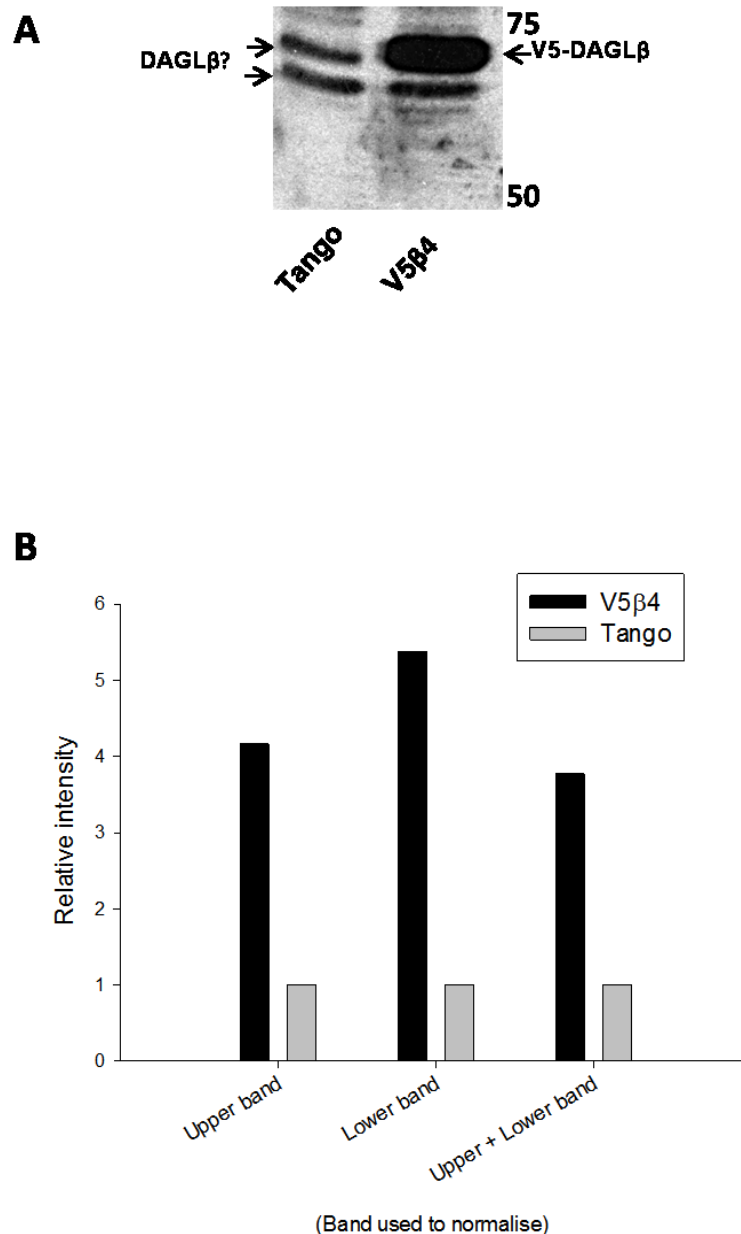 A
75
DAGLβ?
V5-DAGLβ
50
Tango
V5β4
B
V5β4
Tango
6
5
4
3
2
1
0
Relative intensity
Upper band
Lower band
Upper + Lower band
(Band used to normalise)